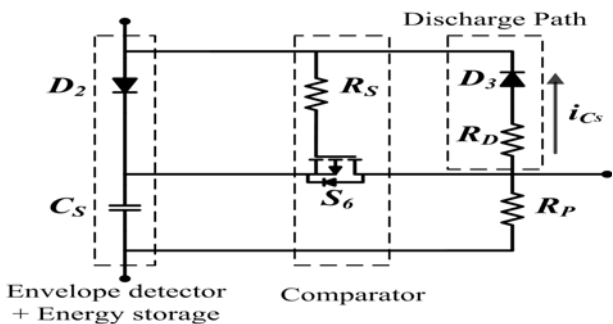 Discharge Path
D2
RS
D3
iCs
RD
S6
CS
RP
Envelope detector
+ Energy storage
Comparator